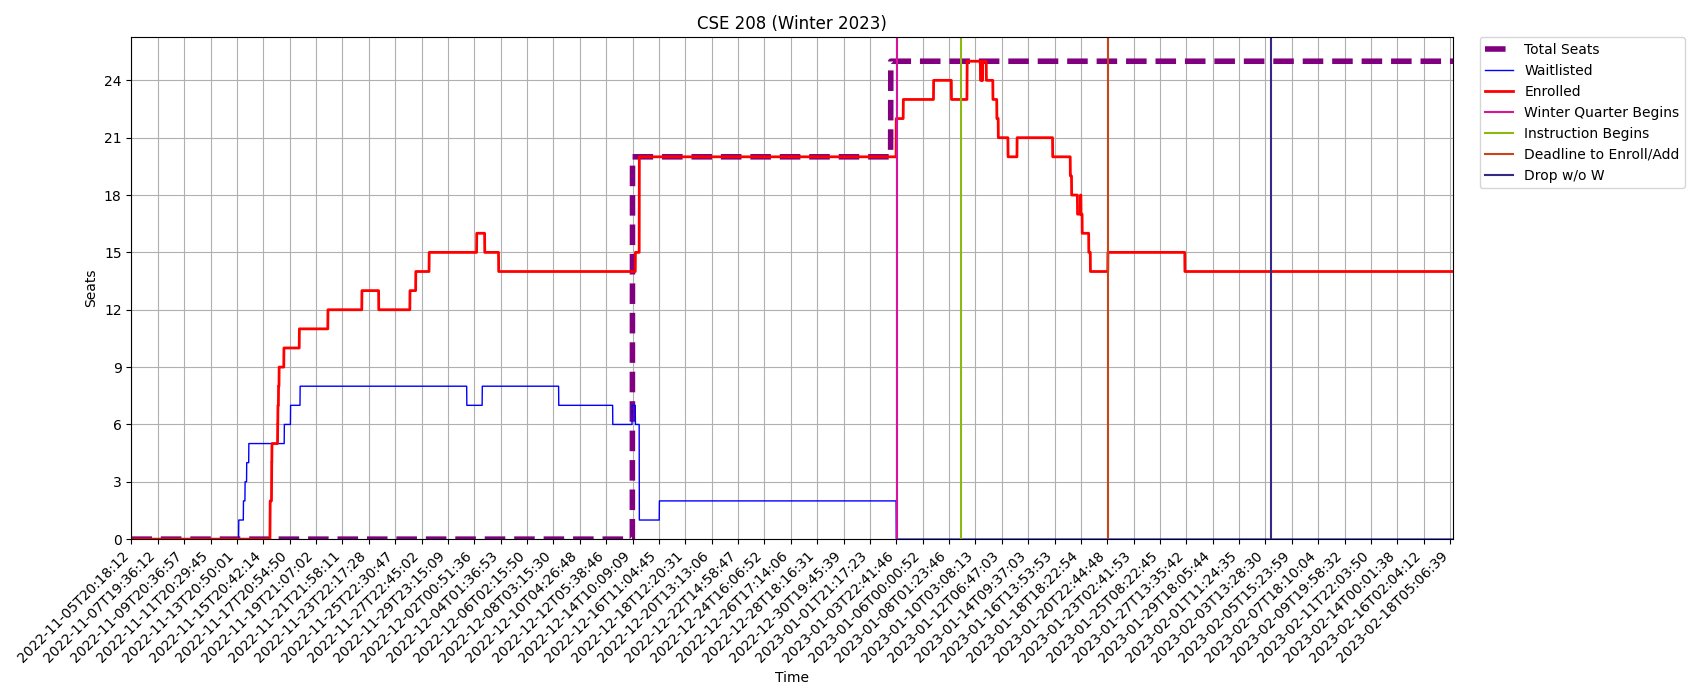 CSE 208 (Winter 2023)
Total Seats
Waitlisted
Enrolled
Winter Quarter Begins
Instruction Begins
Deadline to Enroll/Add
Drop w/o W
Seats
24
21
18
15
12
9
6
3
0
2022-11-05T20:18:12
2022-11-07T19:36:12
2022-11-09T20:36:57
2022-11-11T20:29:45
2022-11-13T20:50:01
2022-11-15T20:42:14
2022-11-17T20:54:50
2022-11-19T21:07:02
2022-11-21T21:58:11
2022-11-23T22:17:28
2022-11-25T22:30:47
2022-11-27T22:45:02
2022-11-29T23:15:09
2022-12-02T00:51:36
2022-12-04T01:36:53
2022-12-06T02:15:50
2022-12-08T03:15:30
2022-12-10T04:26:48
2022-12-12T05:38:46
2022-12-14T10:09:09
2022-12-16T11:04:45
2022-12-18T12:20:31
2022-12-20T13:13:06
2022-12-22T14:58:47
2022-12-24T16:06:52
2022-12-26T17:14:06
2022-12-28T18:16:31
2022-12-30T19:45:39
2023-01-01T21:17:23
2023-01-03T22:41:46
2023-01-06T00:00:52
2023-01-08T01:23:46
2023-01-10T03:08:13
2023-01-12T06:47:03
2023-01-14T09:37:03
2023-01-16T13:53:53
2023-01-18T18:22:54
2023-01-20T22:44:48
2023-01-23T02:41:53
2023-01-25T08:22:45
2023-01-27T13:35:42
2023-01-29T18:05:44
2023-02-01T11:24:35
2023-02-03T13:28:30
2023-02-05T15:23:59
2023-02-07T18:10:04
2023-02-09T19:58:32
2023-02-11T22:03:50
2023-02-14T00:01:38
2023-02-16T02:04:12
2023-02-18T05:06:39
Time